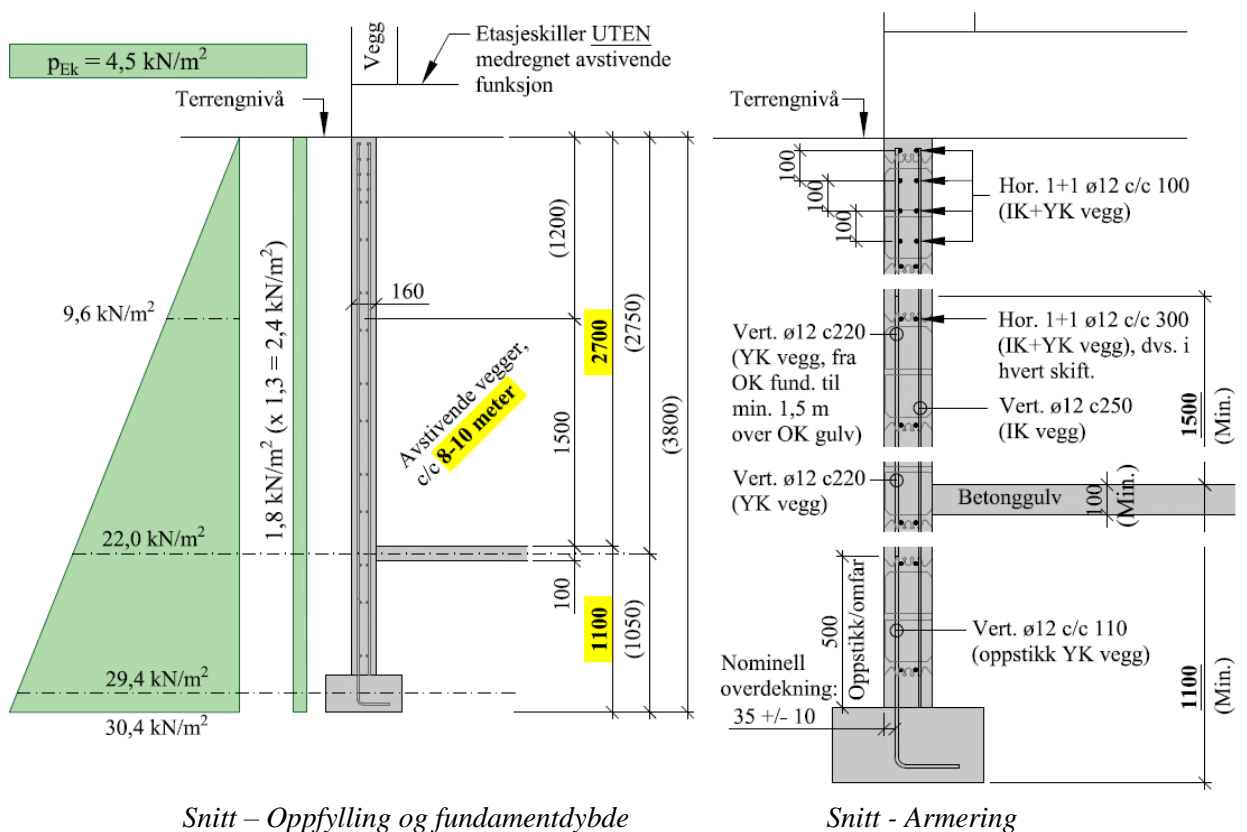 p_Ek = 4,5 kN/m²
Vegg
Etasjeskiller UTEN
medregnet avstivende
funksjon
Terrengnivå
9,6 kN/m²
1,8 kN/m² (x 1,3 = 2,4 kN/m²)
160
Avstivende vegger,
c/c 8-10 meter
(1200)
1500
100
2700
1100
(2750)
(1050)
(3800)
22,0 kN/m²
29,4 kN/m²
30,4 kN/m²
Snitt – Oppfylling og fundamentdybde
Terrengnivå
100
100
100
Hor. 1+1 ø12 c/c 100
(IK+YK vegg)
Vert. ø12 c220
(YK vegg, fra
OK fund. til
min. 1,5 m
over OK gulv)
Hor. 1+1 ø12 c/c 300
(IK+YK vegg), dvs. i
hvert skift.
Vert. ø12 c250
(IK vegg)
1500
(Min.)
Vert. ø12 c220
(YK vegg)
Betonggulv
100
(Min.)
500
Oppstikk/omfar
Vert. ø12 c/c 110
(oppstikk YK vegg)
Nominell
overdekning:
35 +/- 10
1100
(Min.)
Snitt - Armering